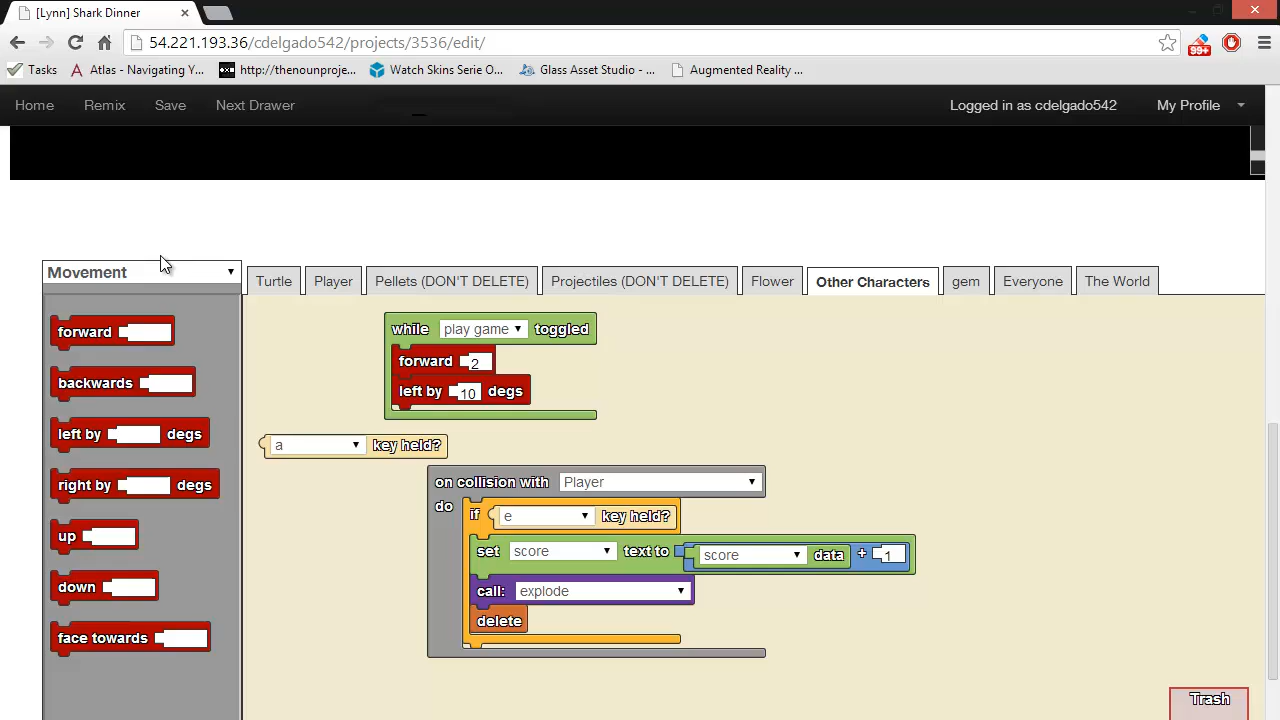 [Lynn] Shark Dinner ×
54.221.193.36/cdelgado542/projects/3536/edit/
99+
Tasks Atlas - Navigating Y... http://thenounproje... Watch Skins Serie O... Glass Asset Studio - ... Augmented Reality ...
Home Remix Save Next Drawer Logged in as cdelgado542 My Profile
Movement Turtle Player Pellets (DON'T DELETE) Projectiles (DON'T DELETE) Flower Other Characters gem Everyone The World
forward
backwards
left by degs
right by degs
up
down
face towards
while play game toggled
forward 2
left by 10 degs
a key held?
on collision with Player
do if e key held?
set score text to score data + 1
call: explode
delete
Trash